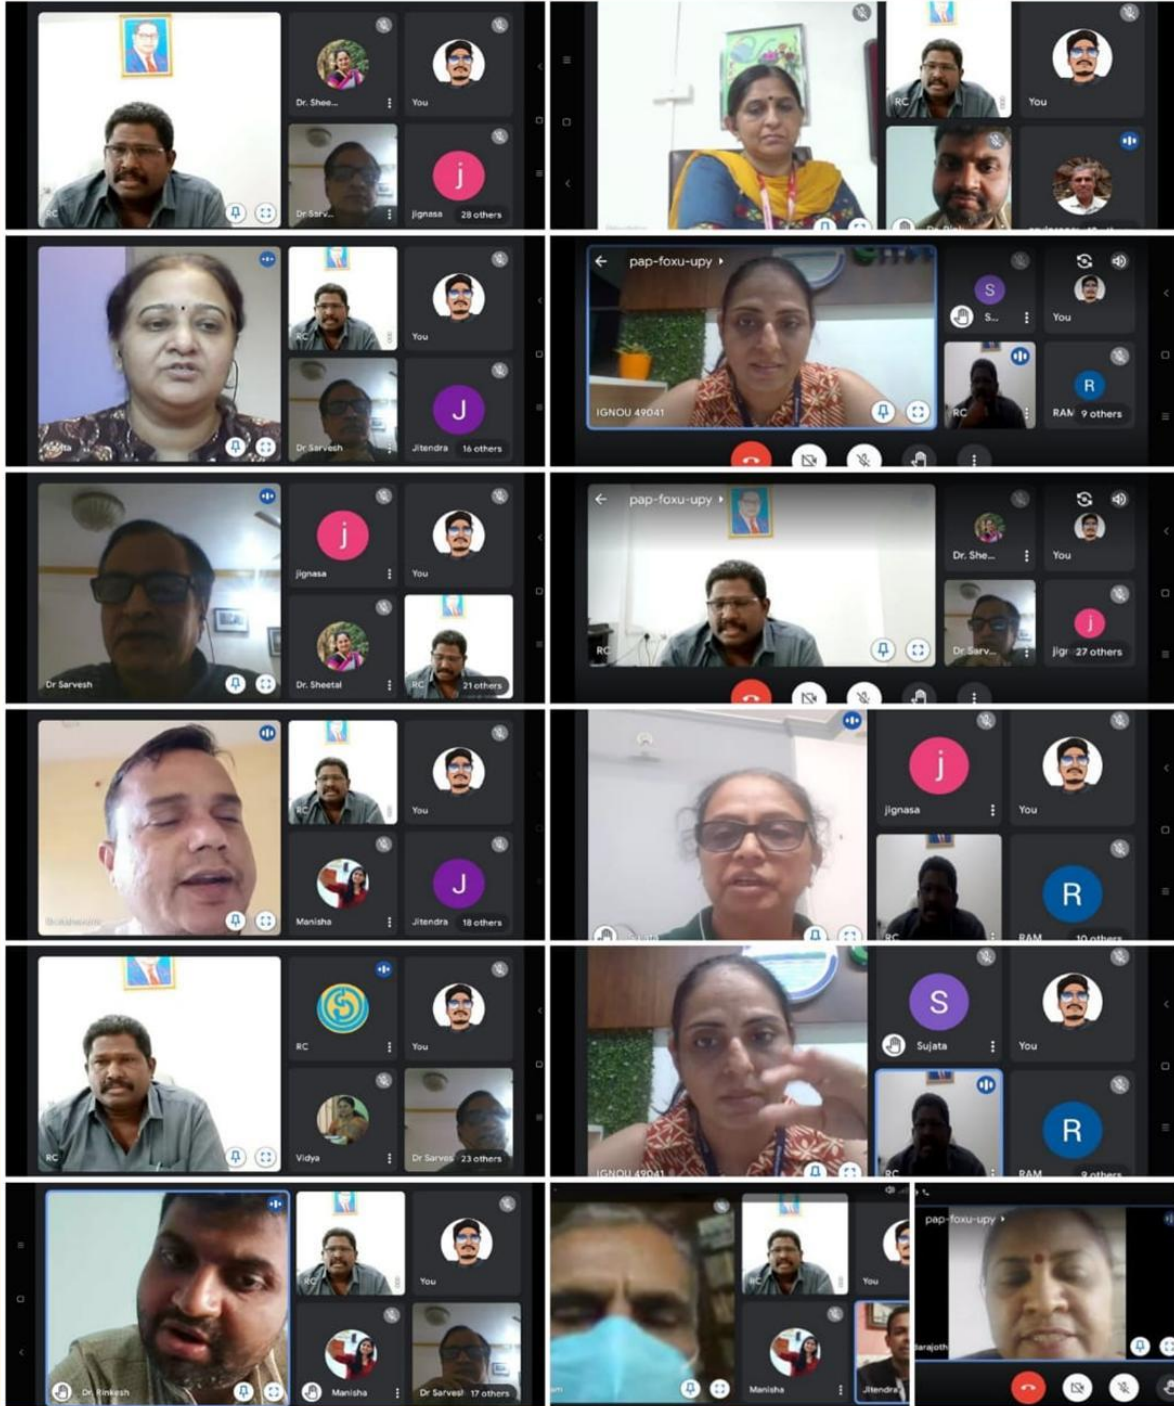 RC
Dr. Shee...
You
Dr Sarv...
j
jignasa
28 others
RC
You
RC
You
Dr Sarvesh
J
Jitendra
16 others
pap-foxu-upy
IGNOU 49041
S
S...
You
RC
R
RAM
9 others
j
jignasa
You
Dr Sarvesh
Dr. Sheetal
RC
21 others
pap-foxu-upy
RC
Dr. She...
You
Dr. Sarv...
j
27 others
RC
You
Manisha
J
Jitendra
18 others
j
jignasa
You
RC
R
RAM
10 others
RC
RC
You
Vidya
Dr Sarves
23 others
IGNOU 49041
S
Sujata
You
RC
R
RAM
9 others
Dr. Rinkesh
RC
You
Manisha
Dr Sarvesh
17 others
RC
You
Manisha
Jitendra
pap-foxu-upy
darajoth